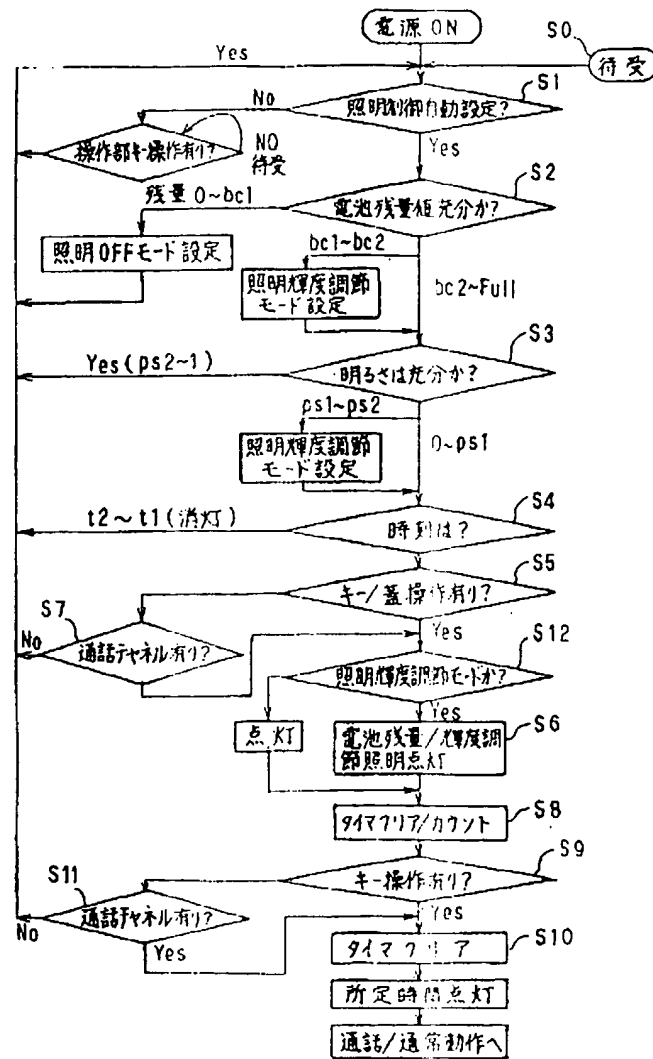 電源ON
S0
待受
Yes
S1
照明制御自動設定?
No
Yes
操作部キー操作有り?
NO
待受
S2
電池残量値充分か?
残量 0~bc1
照明OFFモード設定
bc1~bc2
照明輝度調節
モード設定
bc2~Full
S3
明るさは充分か?
Yes(ps2~1)
ps1~ps2
照明輝度調節
モード設定
0~ps1
S4
時刻は?
t2~t1(消灯)
S5
キー/蓋操作有り?
S7
通話チャネル有り?
No
Yes
S12
照明輝度調節モードか?
Yes
点灯
S6
電池残量/輝度調
節照明点灯
S8
タイマクリア/カウント
S9
キー操作有り?
S11
通話チャネル有り?
No
Yes
Yes
S10
タイマクリア
所定時間点灯
通話/通常動作へ